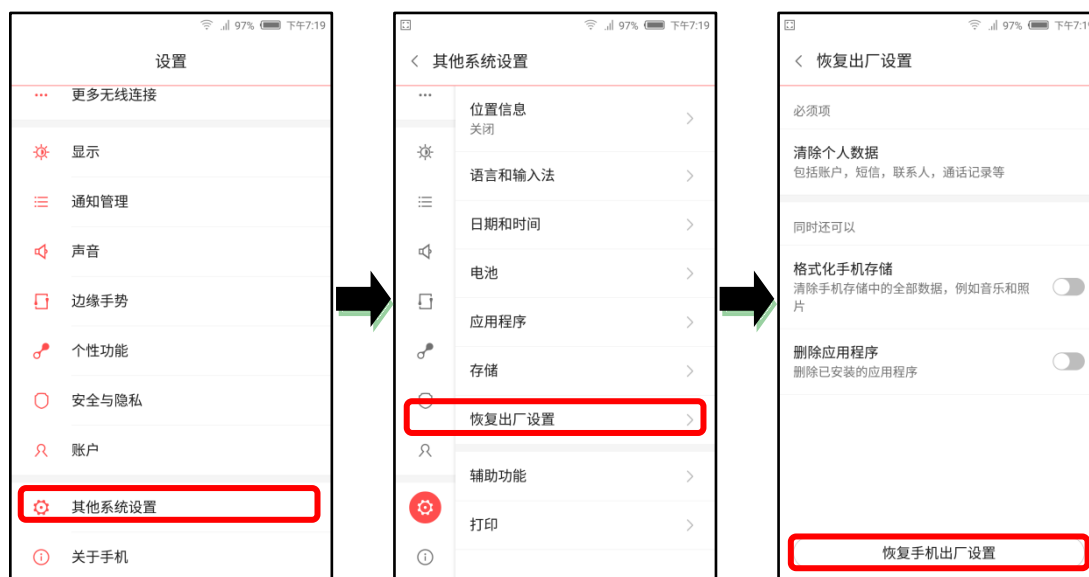 97% 下午7:19
设置
更多无线连接
显示
通知管理
声音
边缘手势
个性功能
安全与隐私
账户
其他系统设置
关于手机
97% 下午7:19
其他系统设置
位置信息
关闭
语言和输入法
日期和时间
电池
应用程序
存储
恢复出厂设置
辅助功能
打印
97% 下午7:19
恢复出厂设置
必须项
清除个人数据
包括账户，短信，联系人，通话记录等
同时还可以
格式化手机存储
清除手机存储中的全部数据，例如音乐和照
片
删除应用程序
删除已安装的应用程序
恢复手机出厂设置